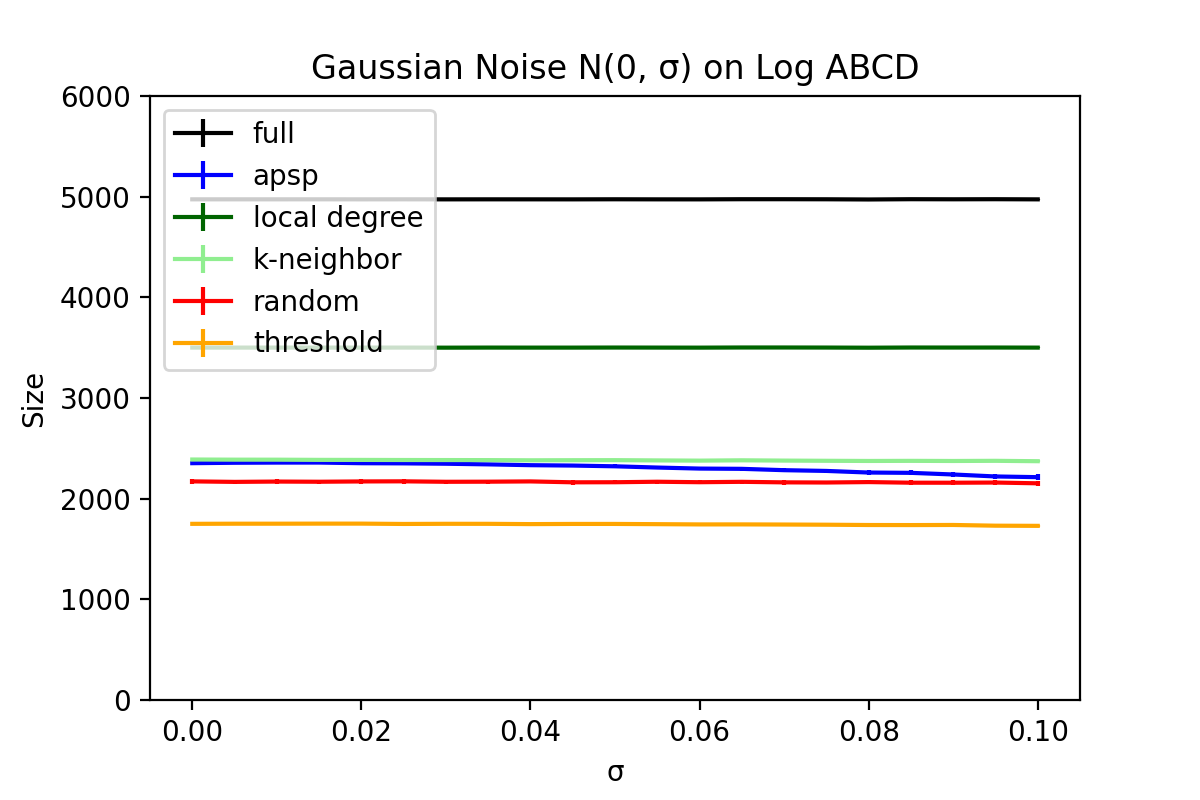 Gaussian Noise N(0, σ) on Log ABCD
6000
5000
4000
3000
2000
1000
0
Size
full
apsp
local degree
k-neighbor
random
threshold
0.00
0.02
0.04
0.06
0.08
0.10
σ